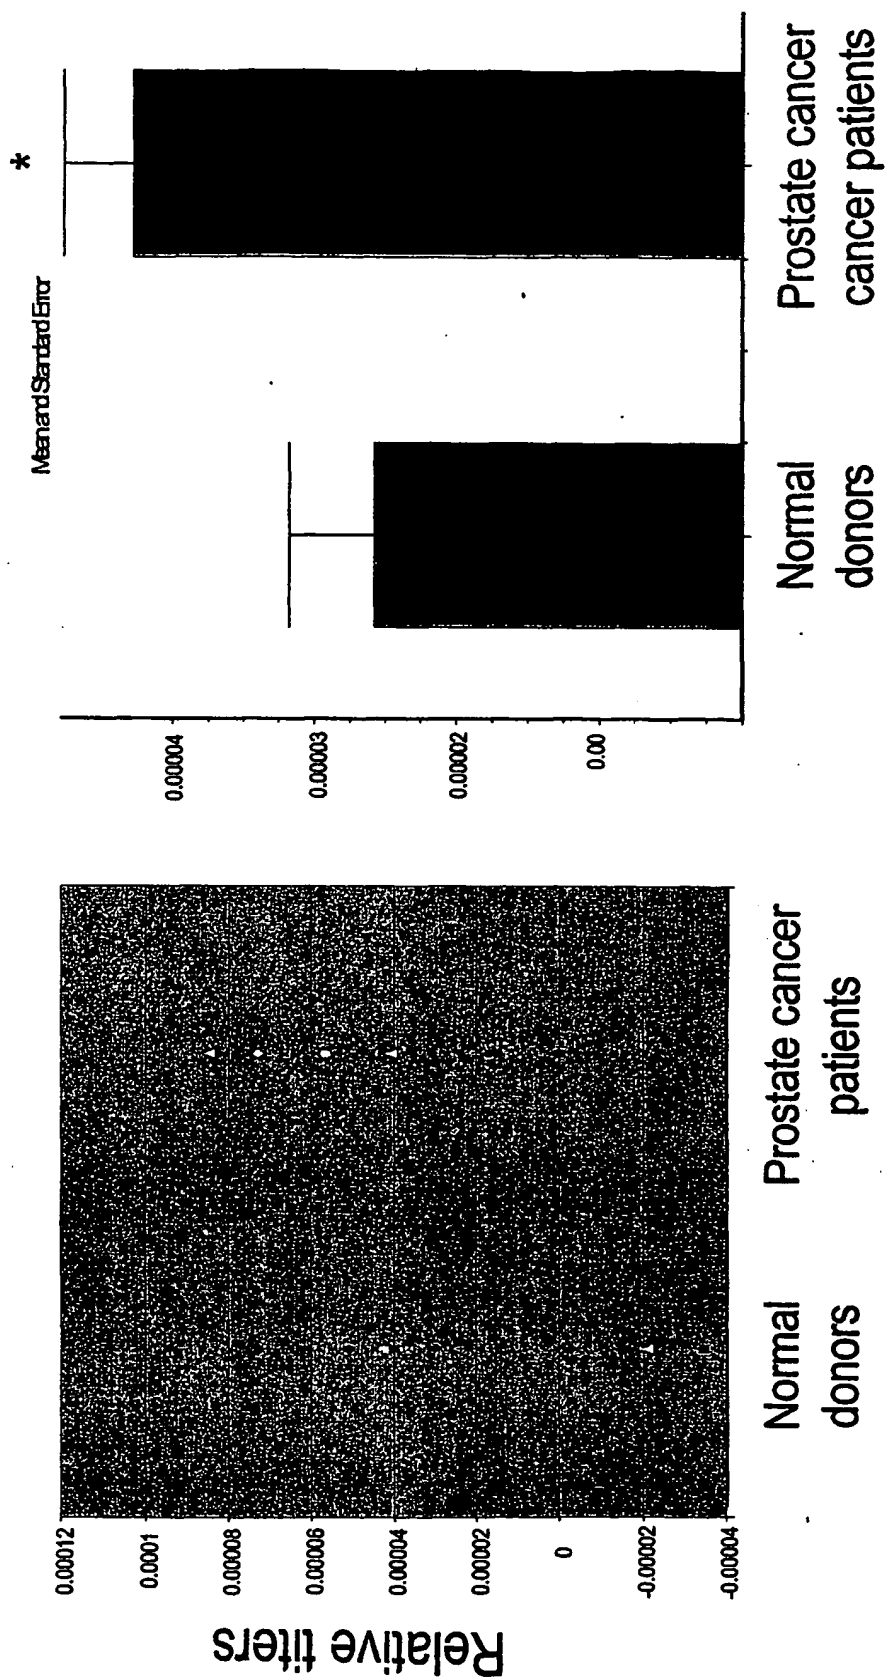 Relative titers
0.00012
0.0001
0.00008
0.00006
0.00004
0.00002
0
-0.00002
-0.00004
Normal
donors
Prostate cancer
patients
Mean and Standard Error
*
0.00004
0.00003
0.00002
0.00
Normal
donors
Prostate cancer
cancer patients